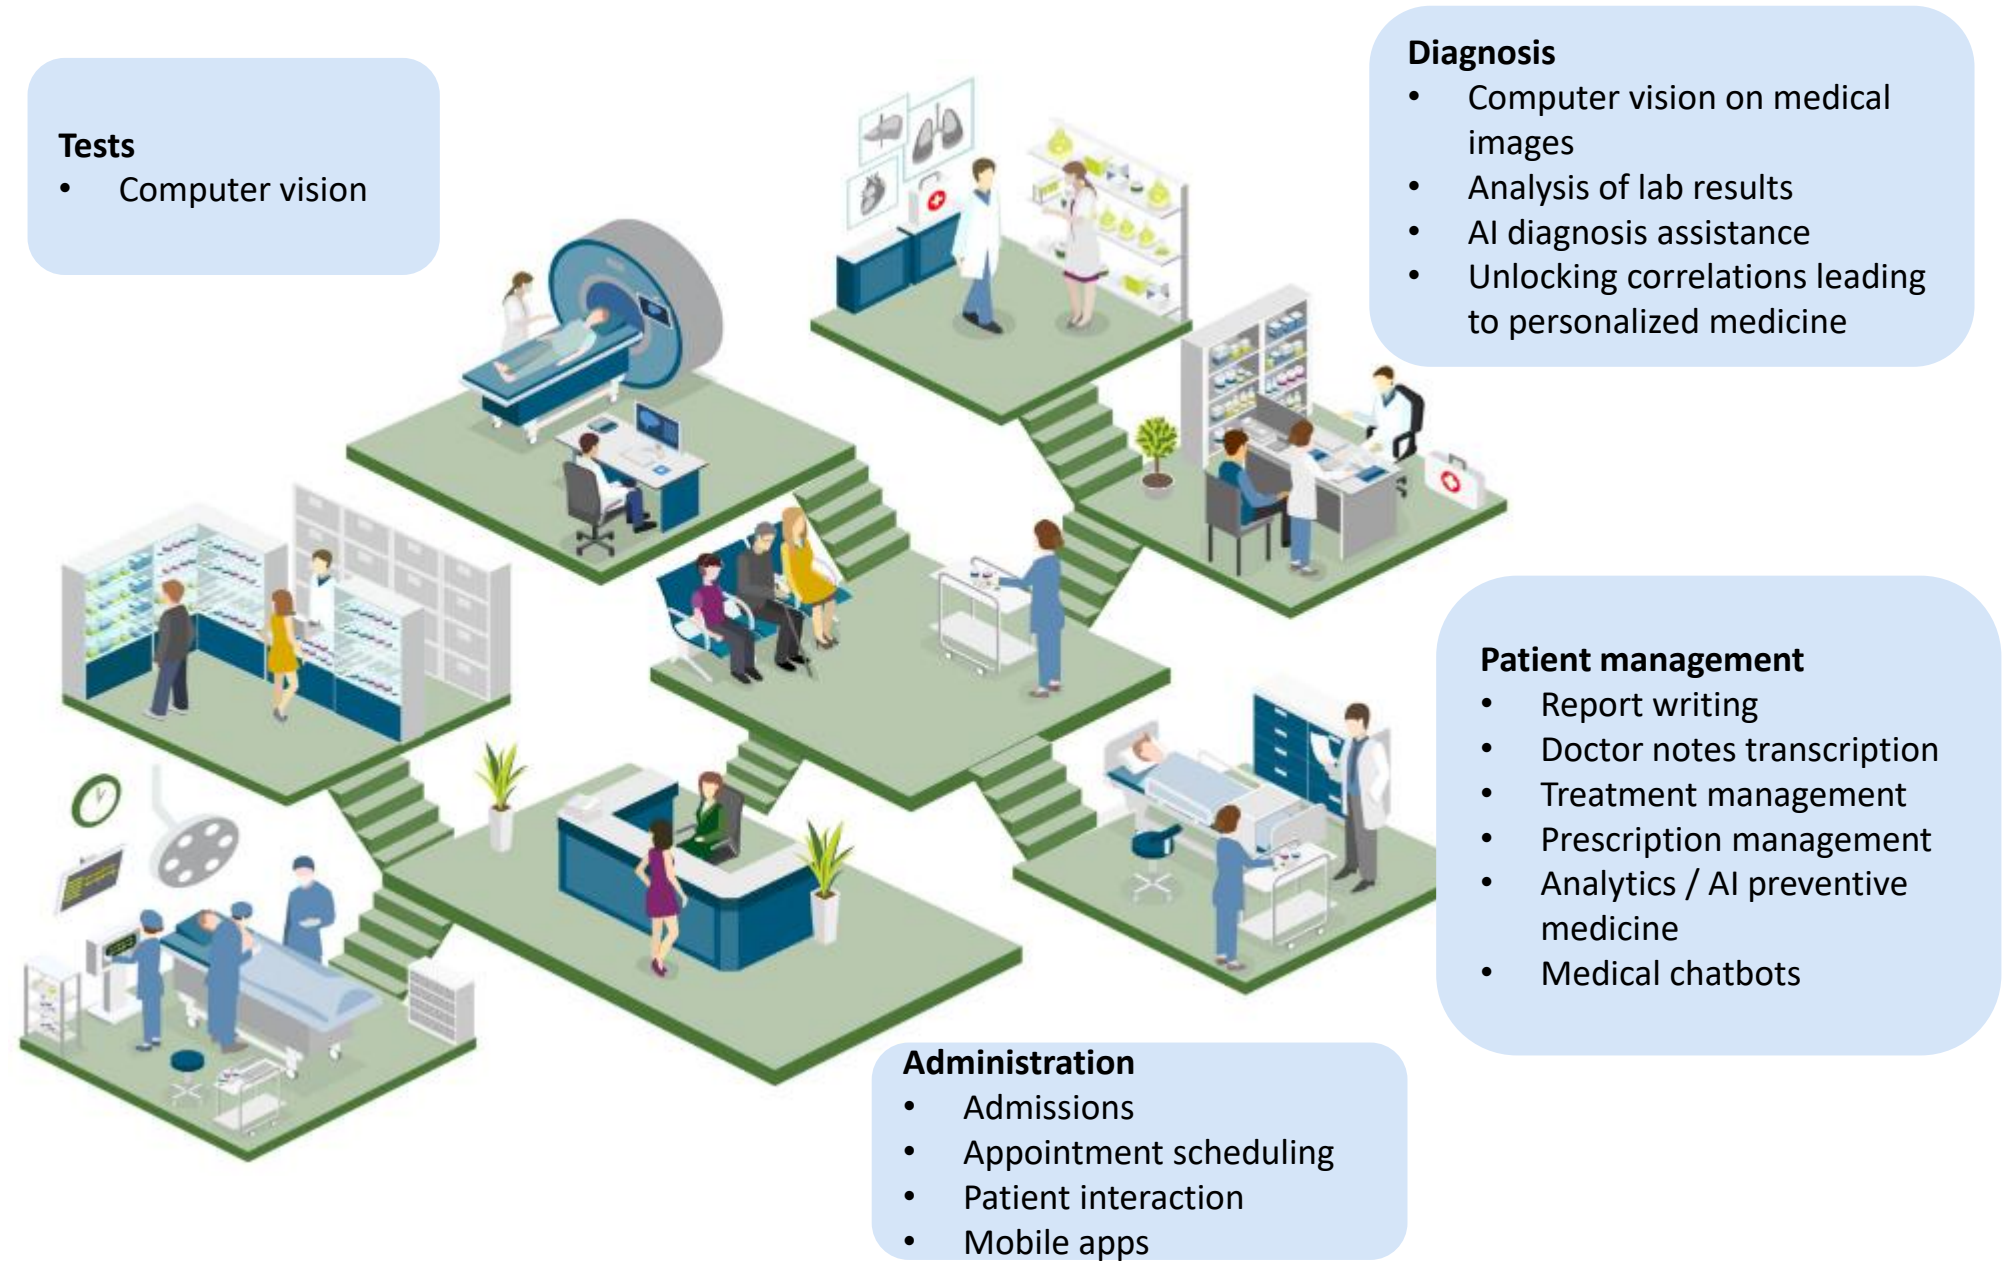 Tests
• Computer vision
Diagnosis
• Computer vision on medical
images
• Analysis of lab results
• AI diagnosis assistance
• Unlocking correlations leading
to personalized medicine
Patient management
• Report writing
• Doctor notes transcription
• Treatment management
• Prescription management
• Analytics / AI preventive
medicine
• Medical chatbots
Administration
• Admissions
• Appointment scheduling
• Patient interaction
• Mobile apps